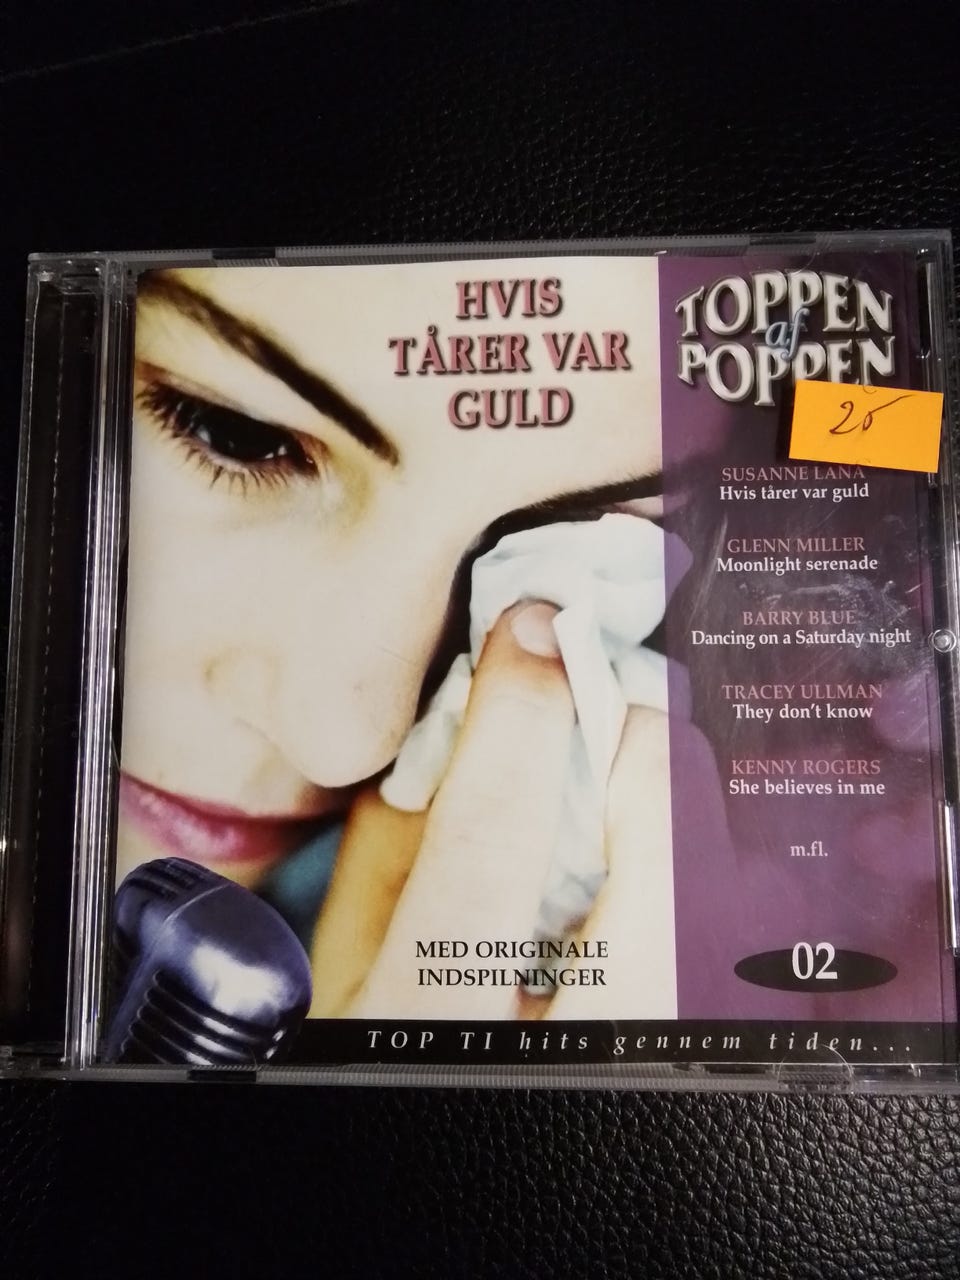 HVIS
TÅRER VAR
GULD
TOPPEN
af
POPPEN
25
SUSANNE LANA
Hvis tårer var guld
GLENN MILLER
Moonlight serenade
BARRY BLUE
Dancing on a Saturday night
TRACEY ULLMAN
They don't know
KENNY ROGERS
She believes in me
m.fl.
MED ORIGINALE
INDSPILNINGER
02
TOP TI hits gennem tiden...